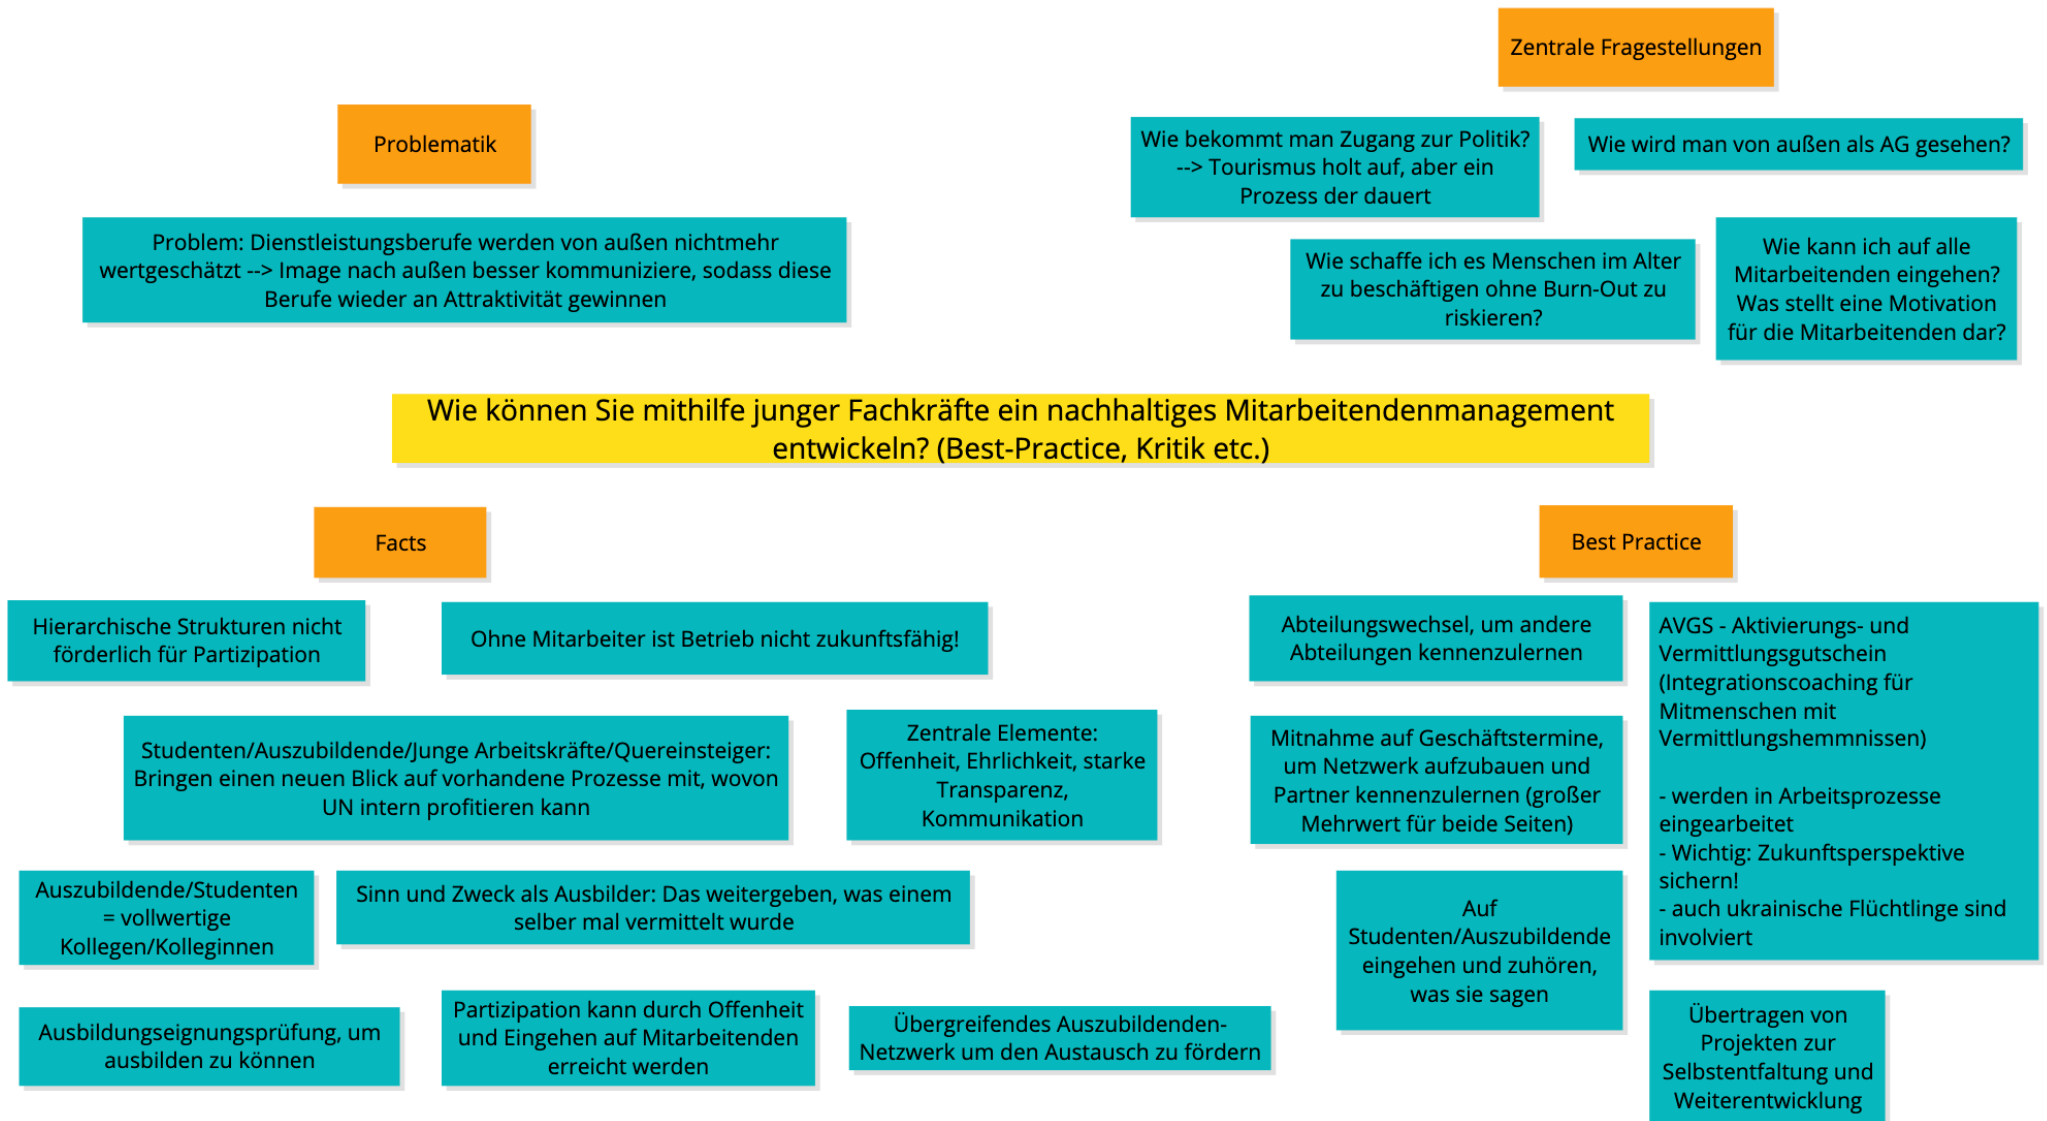 Zentrale Fragestellungen
Problematik
Wie bekommt man Zugang zur Politik?
--> Tourismus holt auf, aber ein
Prozess der dauert
Wie wird man von außen als AG gesehen?
Problem: Dienstleistungsberufe werden von außen nichtmehr
wertgeschätzt --> Image nach außen besser kommuniziere, sodass diese
Berufe wieder an Attraktivität gewinnen
Wie schaffe ich es Menschen im Alter
zu beschäftigen ohne Burn-Out zu
riskieren?
Wie kann ich auf alle
Mitarbeitenden eingehen?
Was stellt eine Motivation
für die Mitarbeitenden dar?
Wie können Sie mithilfe junger Fachkräfte ein nachhaltiges Mitarbeitendenmanagement
entwickeln? (Best-Practice, Kritik etc.)
Facts
Hierarchische Strukturen nicht
förderlich für Partizipation
Ohne Mitarbeiter ist Betrieb nicht zukunftsfähig!
Studenten/Auszubildende/Junge Arbeitskräfte/Quereinsteiger:
Bringen einen neuen Blick auf vorhandene Prozesse mit, wovon
UN intern profitieren kann
Zentrale Elemente:
Offenheit, Ehrlichkeit, starke
Transparenz,
Kommunikation
Auszubildende/Studenten
= vollwertige
Kollegen/Kolleginnen
Sinn und Zweck als Ausbilder: Das weitergeben, was einem
selber mal vermittelt wurde
Ausbildungseignungsprüfung, um
ausbilden zu können
Partizipation kann durch Offenheit
und Eingehen auf Mitarbeitenden
erreicht werden
Übergreifendes Auszubildenden-
Netzwerk um den Austausch zu fördern
Best Practice
Abteilungswechsel, um andere
Abteilungen kennenzulernen
Mitnahme auf Geschäftstermine,
um Netzwerk aufzubauen und
Partner kennenzulernen (großer
Mehrwert für beide Seiten)
Auf
Studenten/Auszubildende
eingehen und zuhören,
was sie sagen
AVGS - Aktivierungs- und
Vermittlungsgutschein
(Integrationscoaching für
Mitmenschen mit
Vermittlungshemmnissen)
- werden in Arbeitsprozesse
eingearbeitet
- Wichtig: Zukunftsperspektive
sichern!
- auch ukrainische Flüchtlinge sind
involviert
Übertragen von
Projekten zur
Selbstentfaltung und
Weiterentwicklung